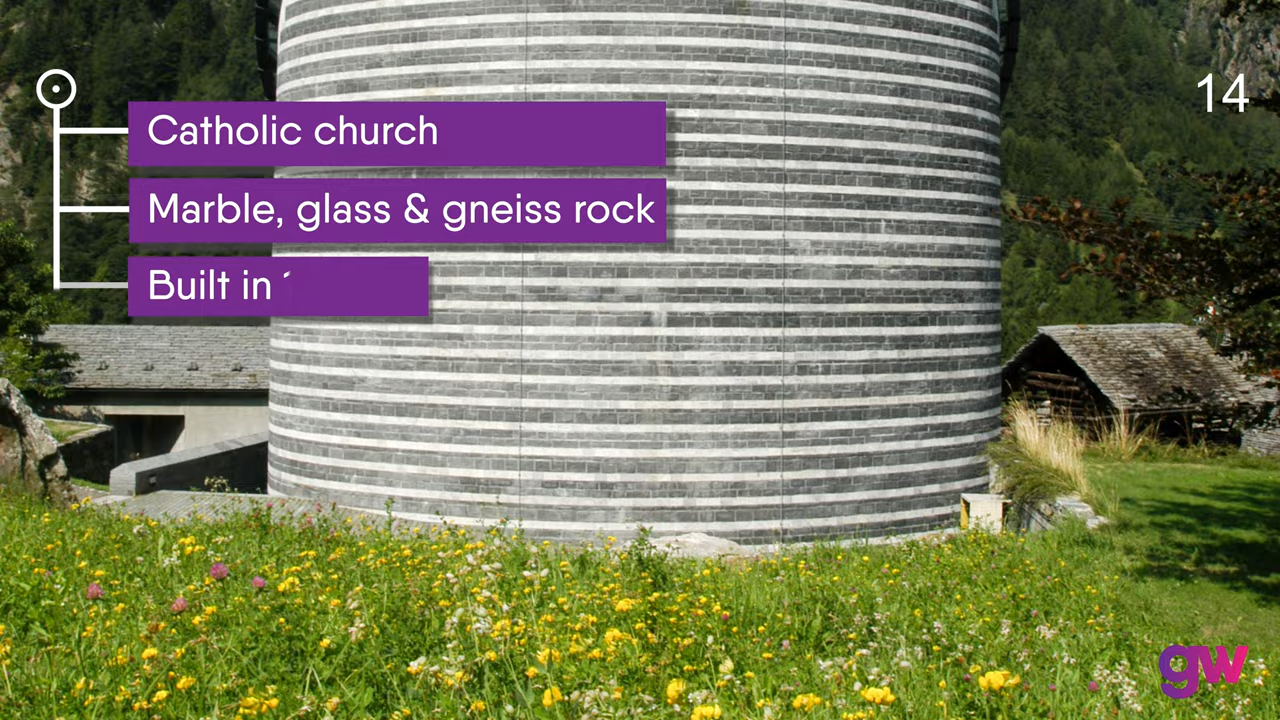 14
Catholic church
Marble, glass & gneiss rock
Built in
gw